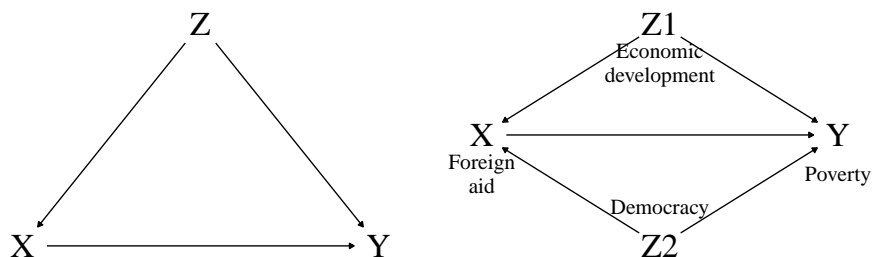 Z
X
Y
Z1
Economic
development
X
Y
Foreign
aid
Poverty
Democracy
Z2